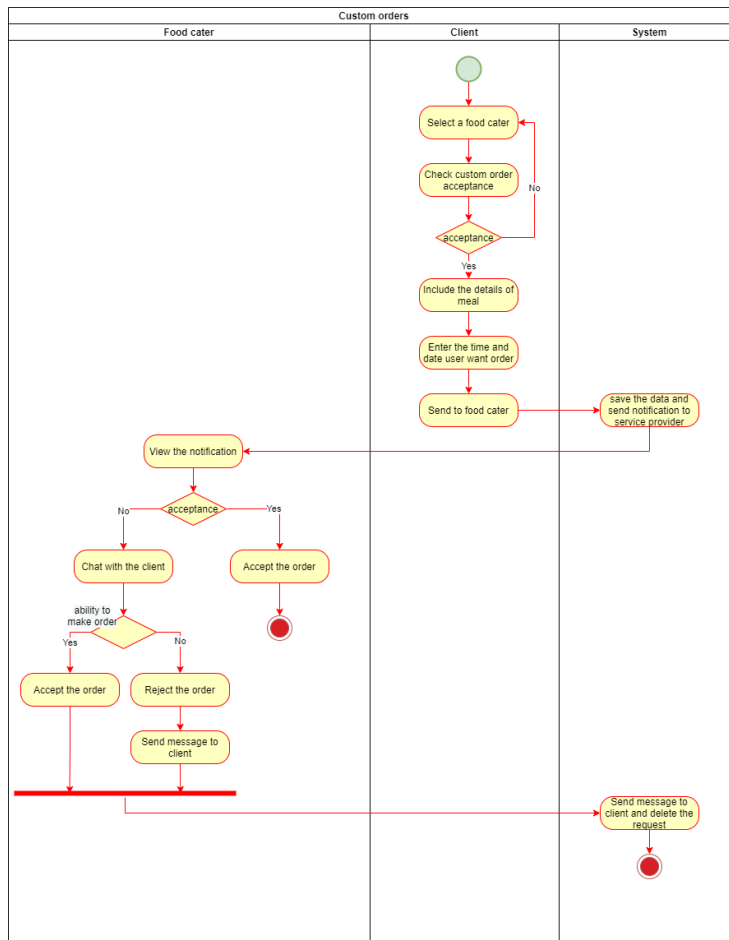 Custom orders
Food cater
Client
System
Select a food cater
Check custom order
acceptance
No
acceptance
Yes
Include the details of
meal
Enter the time and
date user want order
Send to food cater
save the data and
send notification to
service provider
View the notification
acceptance
No
Yes
Chat with the client
Accept the order
ability to
make order
Yes
No
Accept the order
Reject the order
Send message to
client
Send message to
client and delete the
request